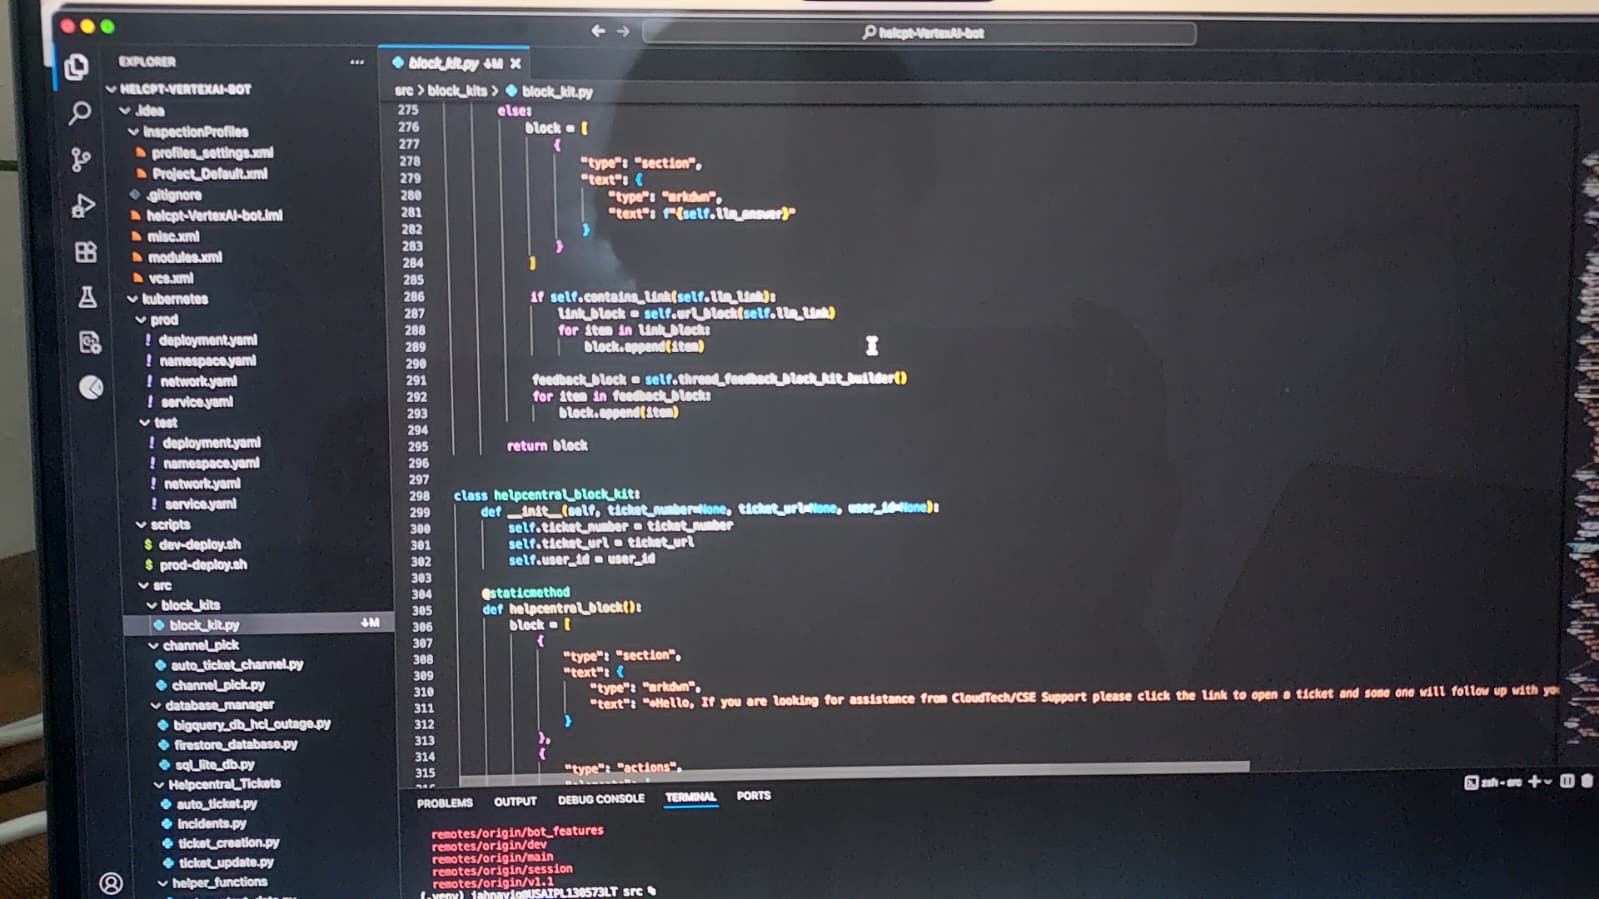 helcpt-VertexAI-bot
EXPLORER
HELCPT-VERTEXAI-BOT
.idea
inspectionProfiles
profiles_settings.xml
Project_Default.xml
.gitignore
helcpt-VertexAI-bot.iml
misc.xml
modules.xml
vcs.xml
kubernetes
prod
deployment.yaml
namespace.yaml
network.yaml
service.yaml
test
deployment.yaml
namespace.yaml
network.yaml
service.yaml
scripts
dev-deploy.sh
prod-deploy.sh
src
block_kits
block_kit.py ↓M
channel_pick
auto_ticket_channel.py
channel_pick.py
database_manager
bigquery_db_hcl_outage.py
firestore_database.py
sql_lite_db.py
Helpcentral_Tickets
auto_ticket.py
Incidents.py
ticket_creation.py
ticket_update.py
helper_functions
block_kit.py ↓M ×
src > block_kits > block_kit.py
275 else:
276 block = [
277 {
278 "type": "section",
279 "text": {
280 "type": "mrkdwn",
281 "text": f"{self.llm_answer}"
282 }
283 }
284 ]
285
286 if self.contains_link(self.llm_link):
287 link_block = self.url_block(self.llm_link)
288 for item in link_block:
289 block.append(item)
290
291 feedback_block = self.thread_feedback_block_kit_builder()
292 for item in feedback_block:
293 block.append(item)
294
295 return block
296
297
298 class helpcentral_block_kit:
299 def __init__(self, ticket_number=None, ticket_url=None, user_id=None):
300 self.ticket_number = ticket_number
301 self.ticket_url = ticket_url
302 self.user_id = user_id
303
304 @staticmethod
305 def helpcentral_block():
306 block = [
307 {
308 "type": "section",
309 "text": {
310 "type": "mrkdwn",
311 "text": "*Hello, If you are looking for assistance from CloudTech/CSE Support please click the link to open a ticket and some one will follow up with
312 }
313 },
314 {
315 "type": "actions",
PROBLEMS OUTPUT DEBUG CONSOLE TERMINAL PORTS
zsh - src
remotes/origin/bot_features
remotes/origin/dev
remotes/origin/main
remotes/origin/session
remotes/origin/v1.1
(.venv) jahnavio@USAIPL130573LT src %